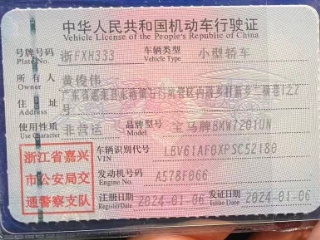 中华人民共和国机动车行驶证
Vehicle License of the People's Republic of China
号牌号码 浙FXH333 车辆类型 小型轿车
Plate No. Vehicle Type
所有人 黄俊伟
Owner
住址
使用性质 非营运 品牌型号 宝马牌BMW7201UN
浙江省嘉兴
市公安局交
通警察支队
车辆识别代号 LBV61AF0XPSC52180
VIN
发动机号码 A578F866
Engine No.
注册日期 2024-01-06 发证日期 2024-01-06
Register Date Issue Date